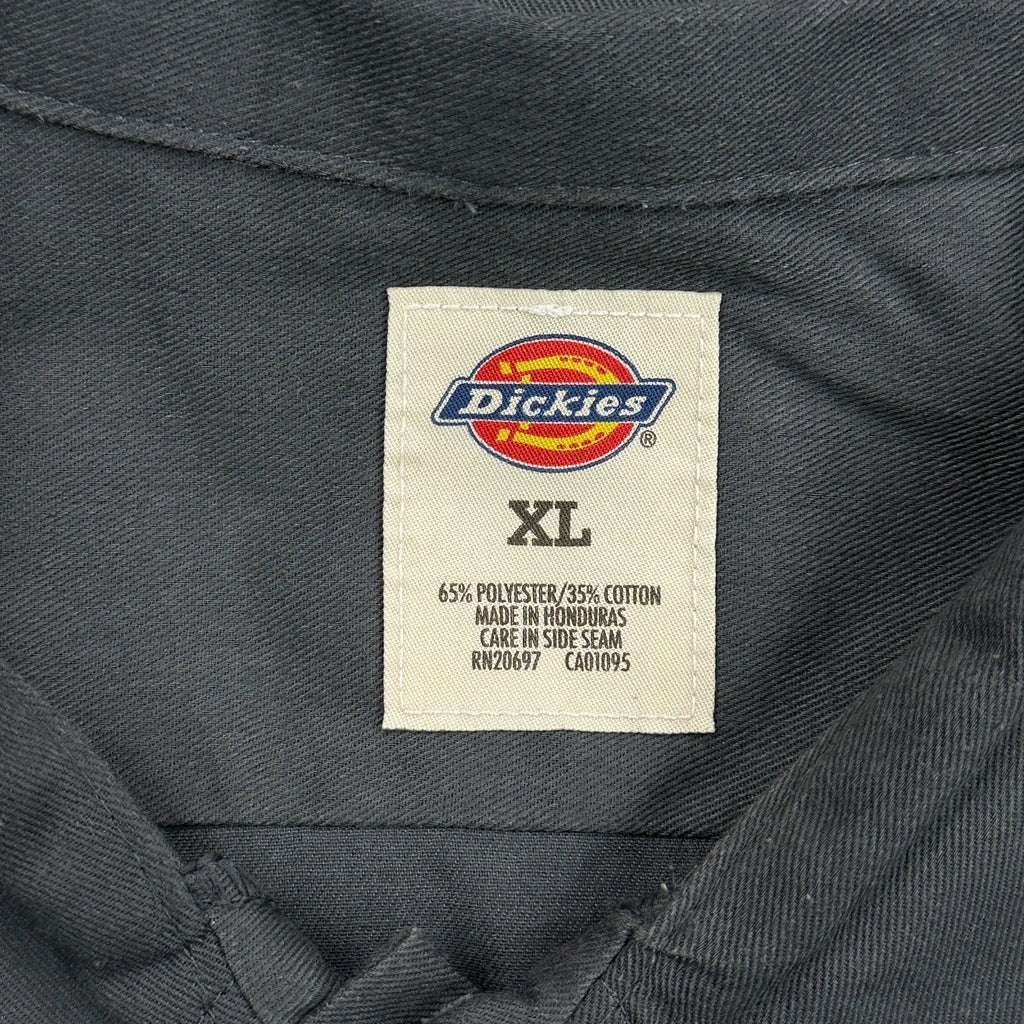 Dickies
®
XL
65% POLYESTER/35% COTTON
MADE IN HONDURAS
CARE IN SIDE SEAM
RN20697 CA01095